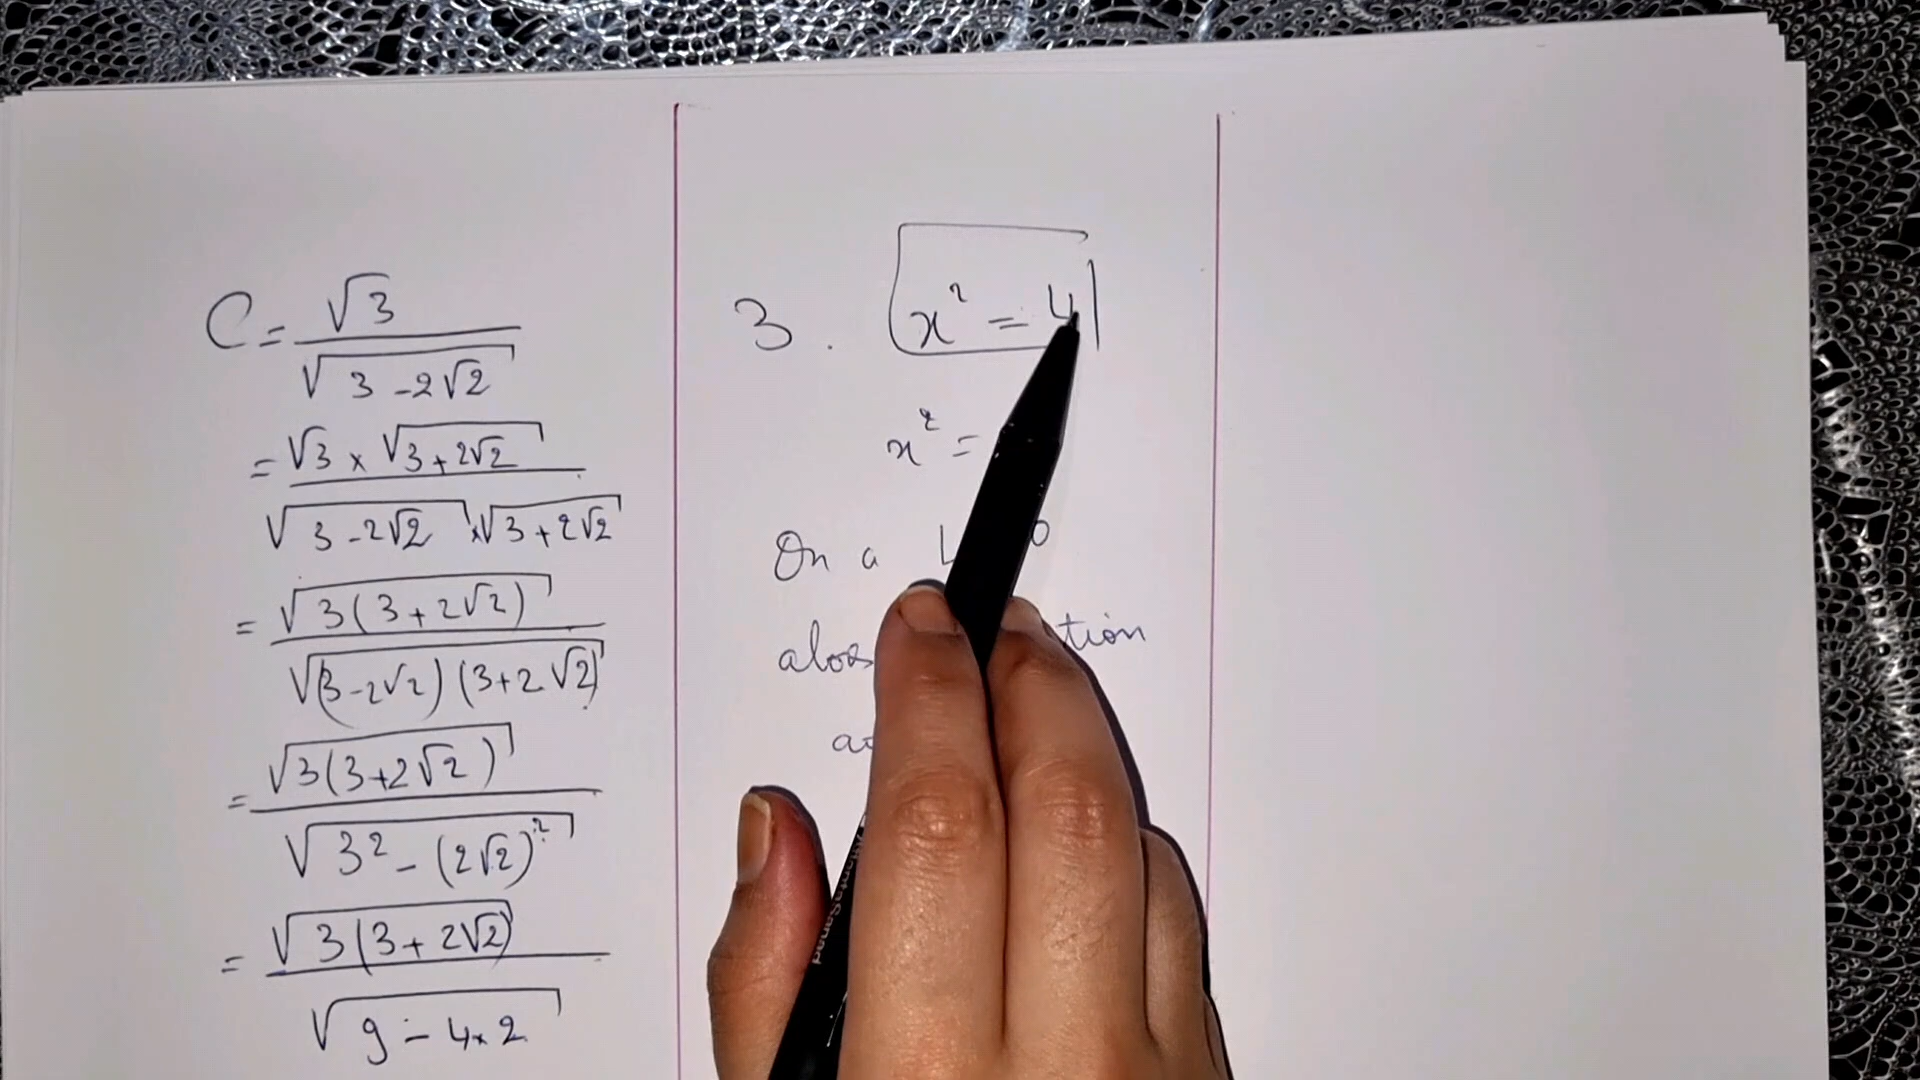 C = √3 / √(3 - 2√2)
= √3 × √(3 + 2√2) / √(3 - 2√2) × √(3 + 2√2)
= √(3(3 + 2√2)) / √((3 - 2√2)(3 + 2√2))
= √(3(3 + 2√2)) / √(3² - (2√2)²)
= √(3(3 + 2√2)) / √(9 - 4×2)
3. x² = 4
x² =
On a